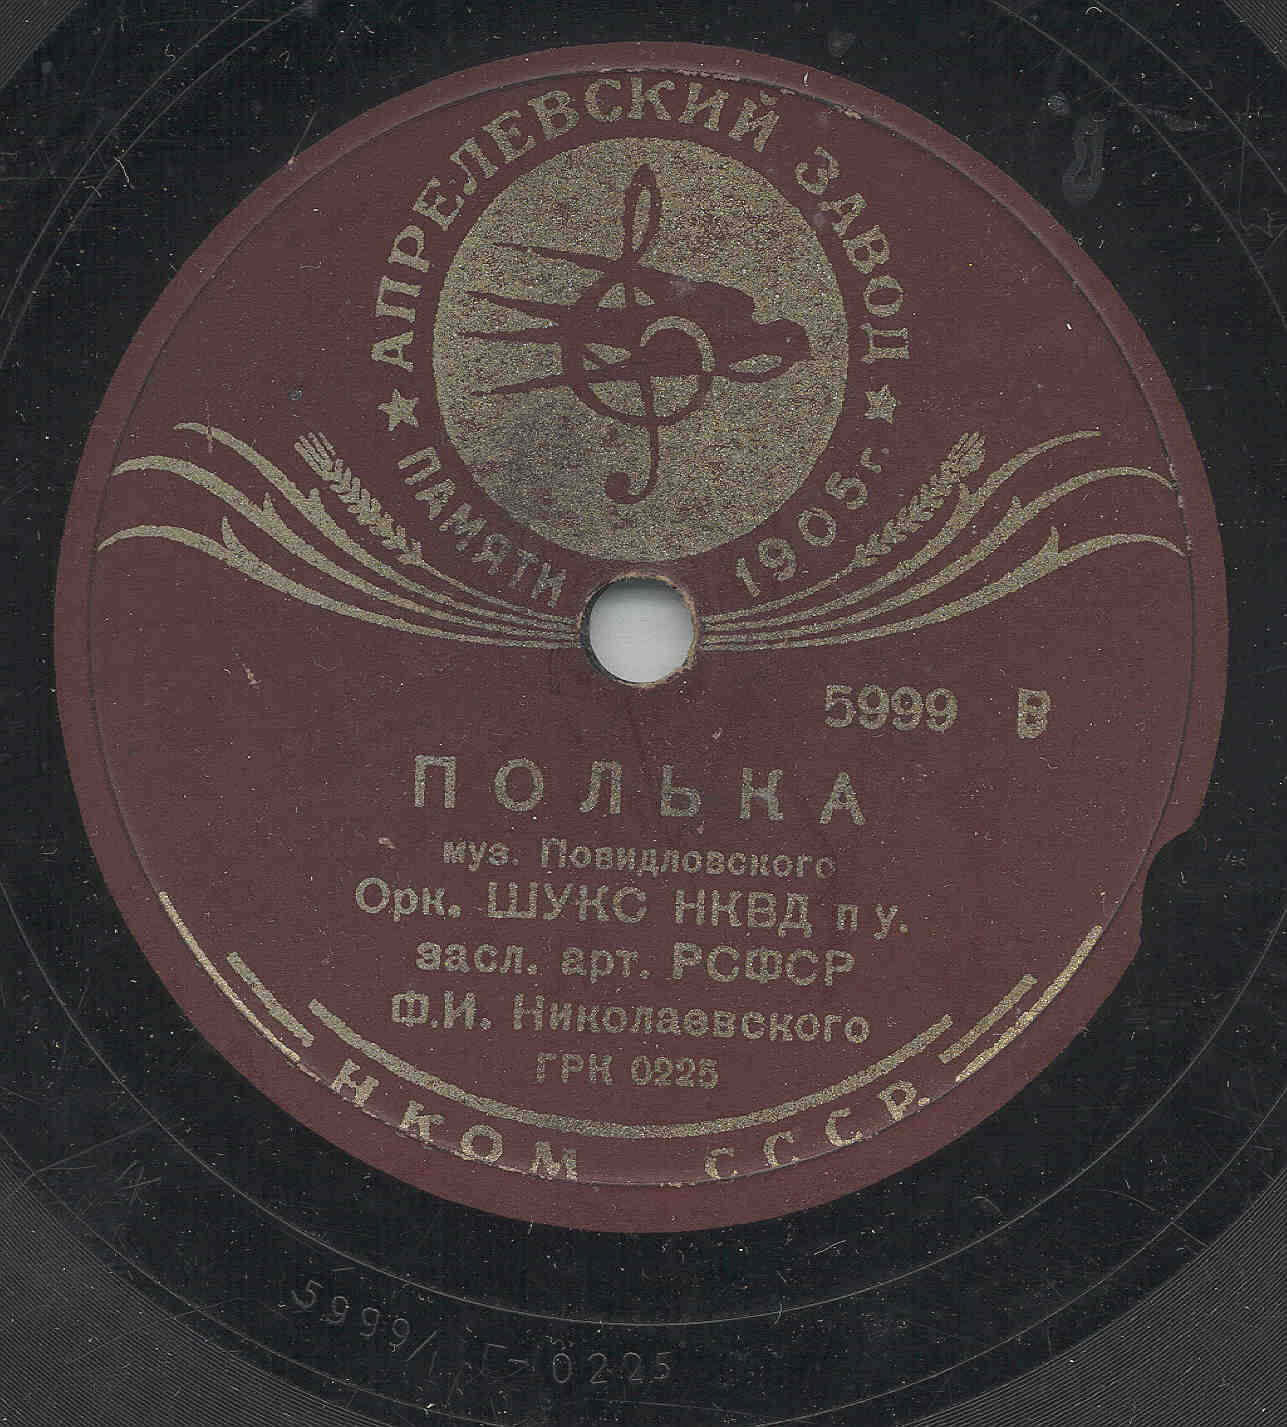 ★ АПРЕЛЕВСКИЙ ЗАВОД ★
ПАМЯТИ 1905 г.
5999 В
ПОЛЬКА
муз. Повидловского
Орк. ШУКС НКВД п у.
засл. арт. РСФСР
Ф.И. Николаевского
ГРК 0225
НКОМ СССР.
5999/1 Г-0225